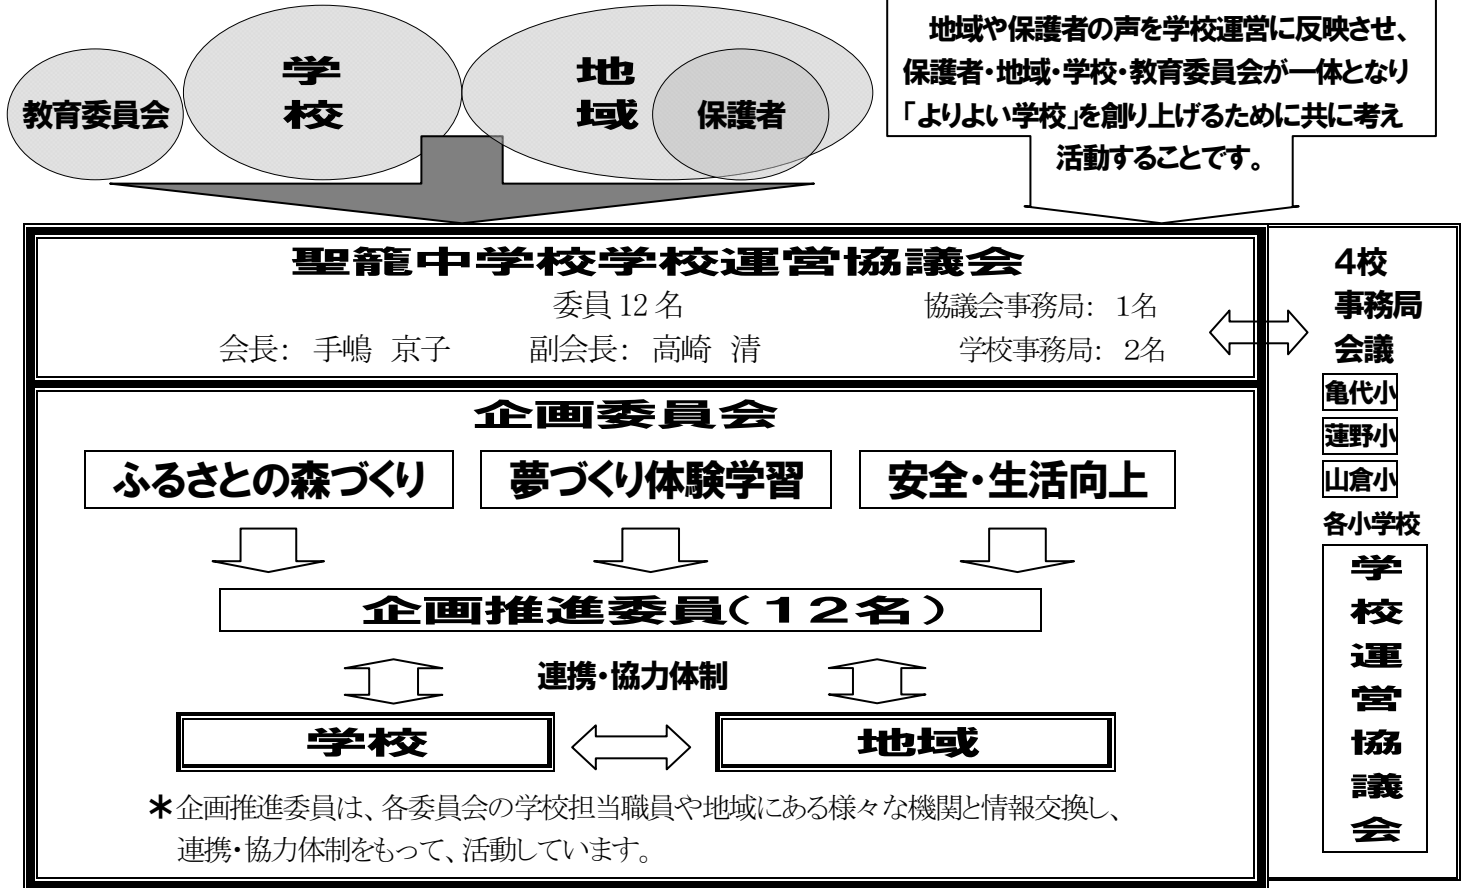 教育委員会
学校
地域
保護者
地域や保護者の声を学校運営に反映させ、
保護者・地域・学校・教育委員会が一体となり
「よりよい学校」を創り上げるために共に考え
活動することです。
聖籠中学校学校運営協議会
委員12名 協議会事務局: 1名
会長: 手嶋 京子 副会長: 高崎 清 学校事務局: 2名
4校
事務局
会議
亀代小
蓮野小
山倉小
各小学校
学校運営協議会
企画委員会
ふるさとの森づくり 夢づくり体験学習 安全・生活向上
企画推進委員(12名)
連携・協力体制
学校 地域
*企画推進委員は、各委員会の学校担当職員や地域にある様々な機関と情報交換し、
連携・協力体制をもって、活動しています。